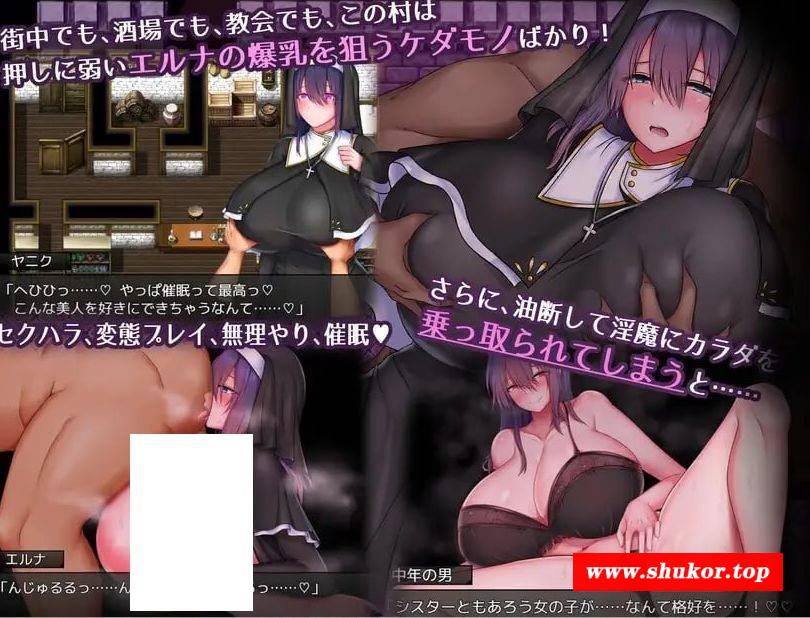 街中でも、酒場でも、教会でも、この村は
押しに弱いエルナの爆乳を狙うケダモノばかり！
ヤニク
「へひひっ……♡ やっぱ催眠って最高っ♡
こんな美人を好きにできちゃうなんて……♡」
セクハラ、変態プレイ、無理やり、催眠♥
さらに、油断して淫魔にカラダを
乗っ取られてしまうと……
エルナ
「んじゅるるっ……ん
るっ……♡」
中年の男
「シスターともあろう女の子が……なんて格好を……！♡♡
www.shukor.top